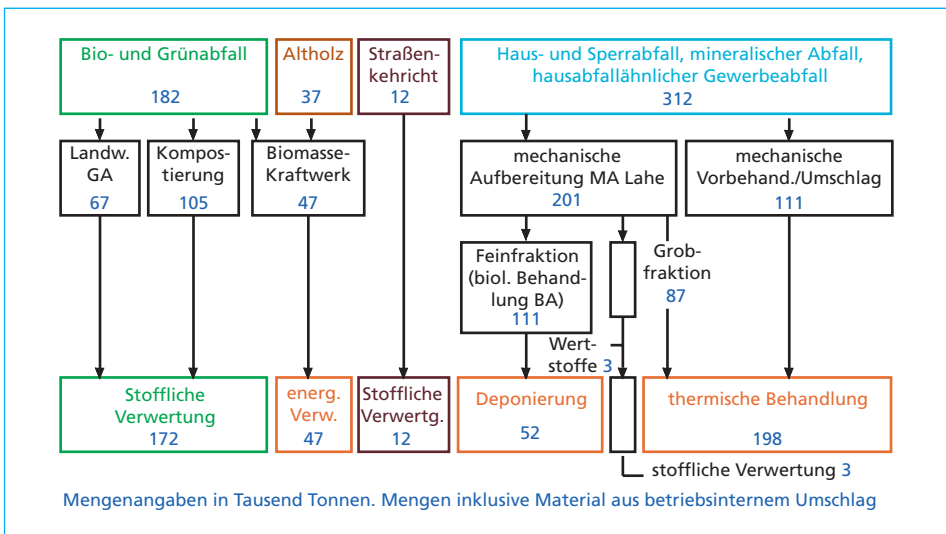 Bio- und Grünabfall
182
Altholz
37
Straßen-
kehricht
12
Haus- und Sperrabfall, mineralischer Abfall,
hausabfallähnlicher Gewerbeabfall
312
Landw.
GA
67
Kompos-
tierung
105
Biomasse-
Kraftwerk
47
mechanische
Aufbereitung MA Lahe
201
mechanische
Vorbehand./Umschlag
111
Feinfraktion
(biol. Behand-
lung BA)
111
Grob-
fraktion
87
Wert-
stoffe 3
Stoffliche
Verwertung
172
energ.
Verw.
47
Stoffliche
Verwertg.
12
Deponierung
52
thermische Behandlung
198
stoffliche Verwertung 3
Mengenangaben in Tausend Tonnen. Mengen inklusive Material aus betriebsinternem Umschlag